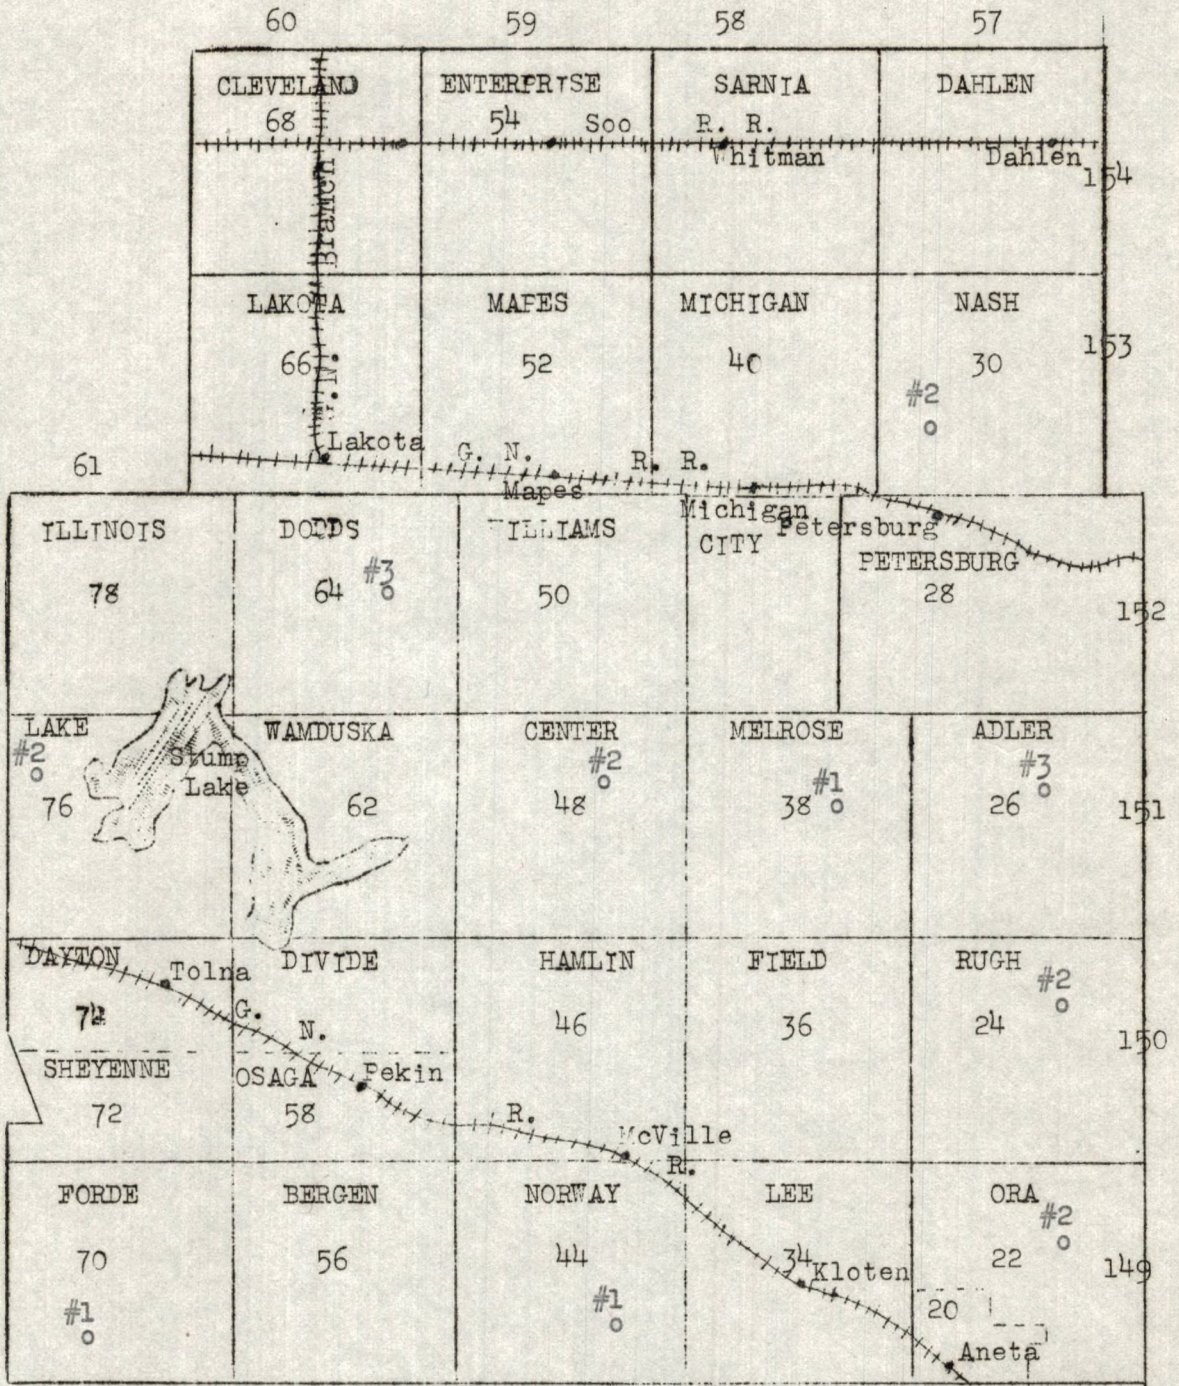 60 59 58 57
CLEVELAND ENTERPRISE SARNIA DAHLEN
68 54 Soo R. R.
Whitman Dahlen
154
Branch
LAKOTA MAPES MICHIGAN NASH
153
66 52 40 30
G.N.
#2
Lakota G. N. R. R.
61
Mapes Michigan Petersburg
ILLINOIS DODDS WILLIAMS CITY
PETERSBURG
#3
78 64 50 28
152
LAKE WAMDUSKA CENTER MELROSE ADLER
#2 Stump #2 #1 #3
Lake
76 62 48 38 26 151
DAYTON Tolna DIVIDE HAMLIN FIELD RUGH
#2
74 G. N. 46 36 24
150
SHEYENNE OSAGA Pekin
72 58 R.
McVille
R.
FORDE BERGEN NORWAY LEE ORA
#2
70 56 44 34 Kloten 22 149
#1 #1 20
Aneta